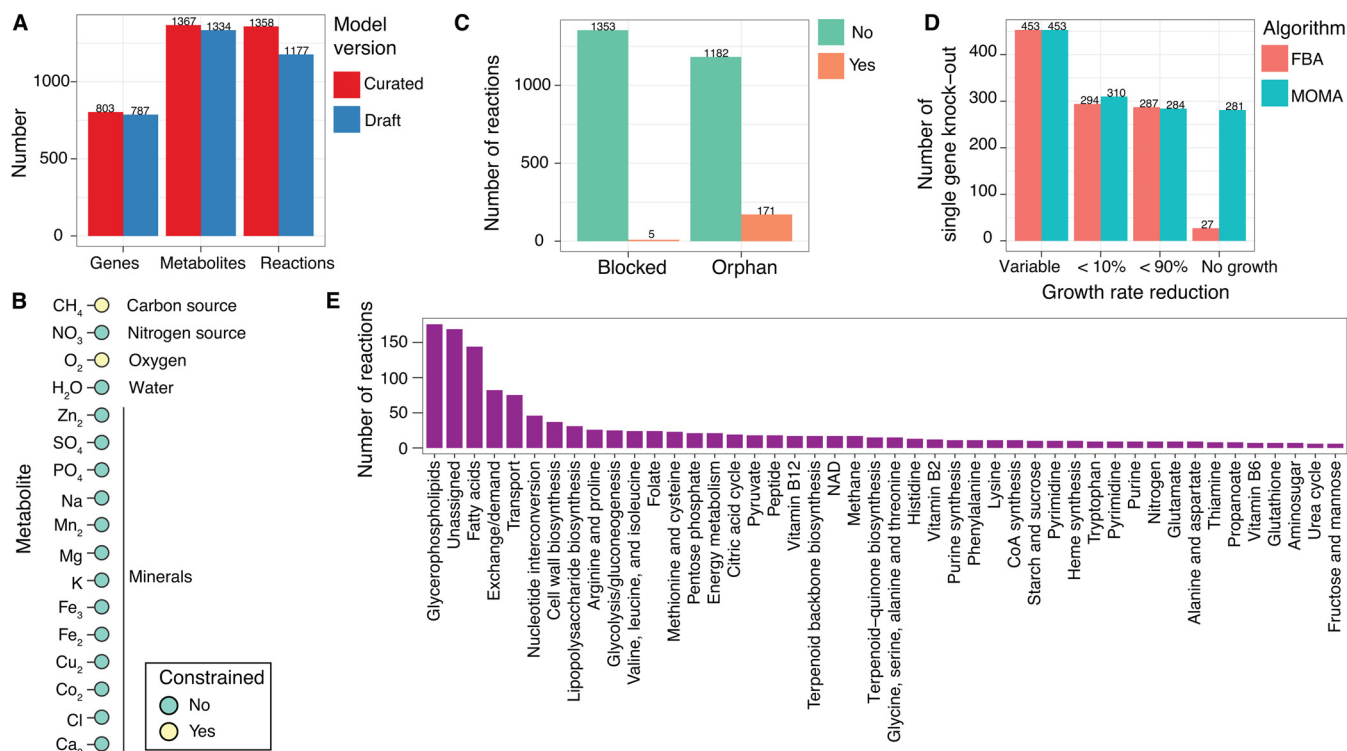 A
Number
1000
500
0
1367
1334
1358
1177
803
787
Genes
Metabolites
Reactions
Model
version
Curated
Draft
C
Number of reactions
1000
500
0
1353
5
1182
171
Blocked
Orphan
No
Yes
D
Number of
single gene knock−out
400
300
200
100
0
453
453
294
310
287
284
27
281
Variable
< 10%
< 90%
No growth
Growth rate reduction
Algorithm
FBA
MOMA
B
Metabolite
CH4 Carbon source
NO3 Nitrogen source
O2 Oxygen
H2O Water
Zn2
SO4
PO4
Na
Mn2
Mg
K
Fe3
Fe2
Cu2
Co2
Cl
Minerals
Constrained
No
Yes
E
Number of reactions
150
100
50
0
Glycerophospholipids
Unassigned
Fatty acids
Exchange/demand
Transport
Nucleotide interconversion
Cell wall biosynthesis
Lipopolysaccharide biosynthesis
Arginine and proline
Glycolysis/gluconeogenesis
Valine, leucine, and isoleucine
Folate
Methionine and cysteine
Pentose phosphate
Energy metabolism
Citric acid cycle
Pyruvate
Peptide
Vitamin B12
Terpenoid backbone biosynthesis
NAD
Methane
Terpenoid−quinone biosynthesis
Glycine, serine, alanine and threonine
Histidine
Vitamin B2
Purine synthesis
Phenylalanine
Lysine
CoA synthesis
Starch and sucrose
Pyrimidine
Heme synthesis
Tryptophan
Pyrimidine
Purine
Nitrogen
Glutamate
Alanine and aspartate
Thiamine
Propanoate
Vitamin B6
Glutathione
Aminosugar
Urea cycle
Fructose and mannose